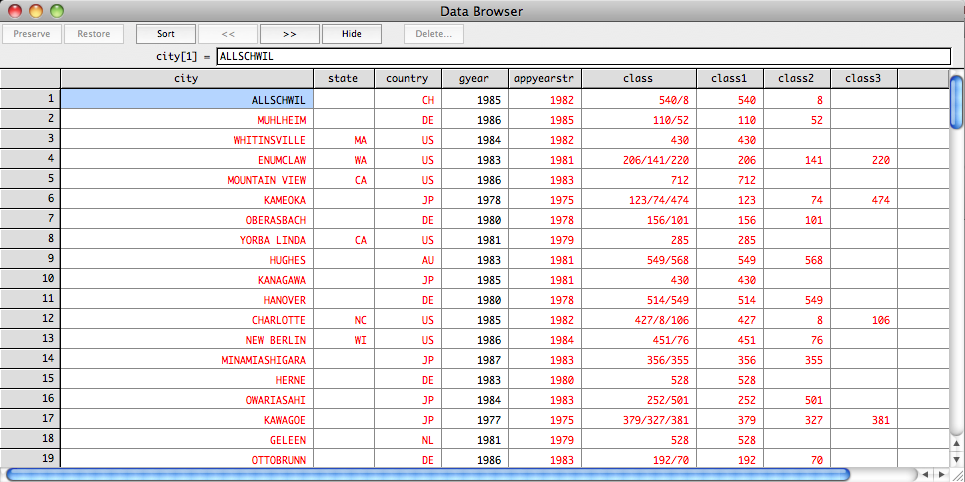 Data Browser
Preserve Restore Sort << >> Hide Delete...
city[1] = ALLSCHWIL
city state country gyear appyearstr class class1 class2 class3
1 ALLSCHWIL CH 1985 1982 540/8 540 8
2 MUHLHEIM DE 1986 1985 110/52 110 52
3 WHITINSVILLE MA US 1984 1982 430 430
4 ENUMCLAW WA US 1983 1981 206/141/220 206 141 220
5 MOUNTAIN VIEW CA US 1986 1983 712 712
6 KAMEOKA JP 1978 1975 123/74/474 123 74 474
7 OBERASBACH DE 1980 1978 156/101 156 101
8 YORBA LINDA CA US 1981 1979 285 285
9 HUGHES AU 1983 1981 549/568 549 568
10 KANAGAWA JP 1985 1981 430 430
11 HANOVER DE 1980 1978 514/549 514 549
12 CHARLOTTE NC US 1985 1982 427/8/106 427 8 106
13 NEW BERLIN WI US 1986 1984 451/76 451 76
14 MINAMIASHIGARA JP 1987 1983 356/355 356 355
15 HERNE DE 1983 1980 528 528
16 OWARIASAHI JP 1984 1983 252/501 252 501
17 KAWAGOE JP 1977 1975 379/327/381 379 327 381
18 GELEEN NL 1981 1979 528 528
19 OTTOBRUNN DE 1986 1983 192/70 192 70